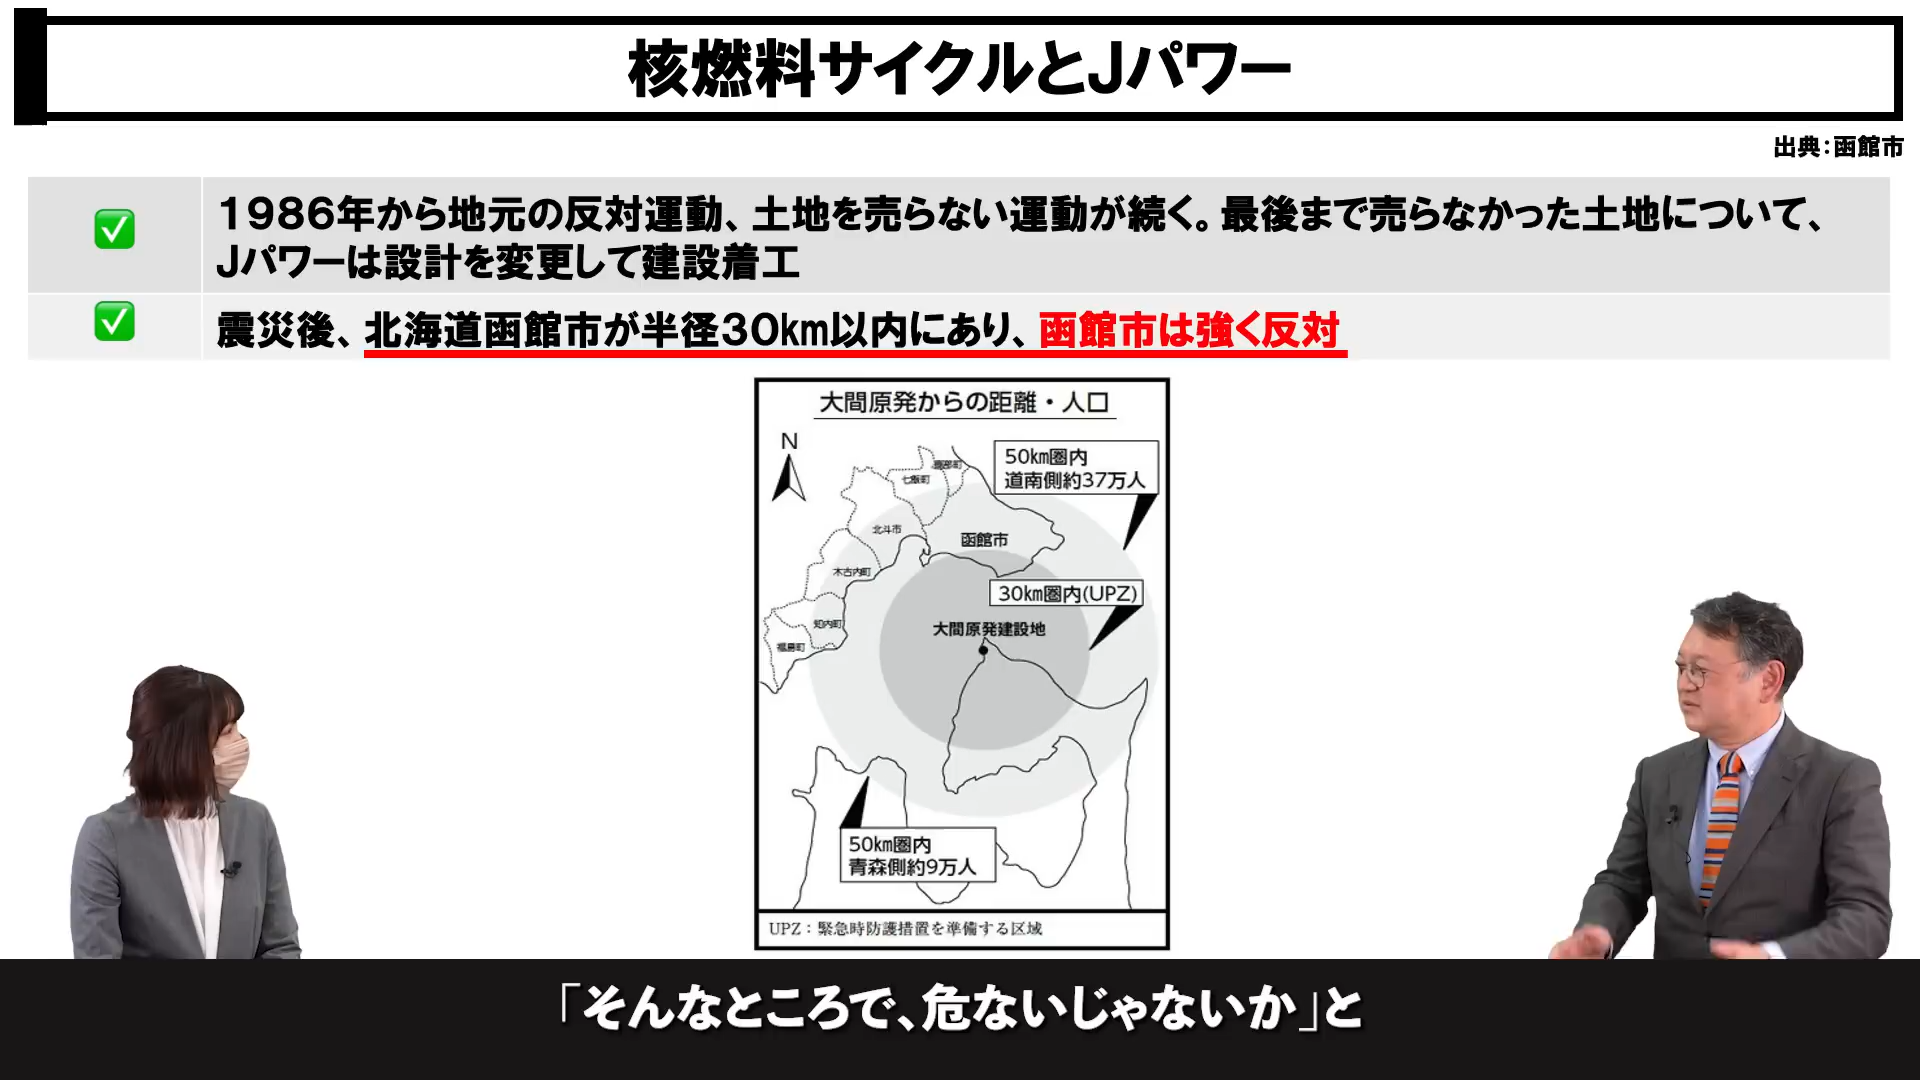 核燃料サイクルとJパワー
出典：函館市
1986年から地元の反対運動、土地を売らない運動が続く。最後まで売らなかった土地について、
Jパワーは設計を変更して建設着工
震災後、北海道函館市が半径30km以内にあり、函館市は強く反対
大間原発からの距離・人口
N
50km圏内
道南側約37万人
鹿部町
七飯町
北斗市
函館市
木古内町
30km圏内(UPZ)
知内町
大間原発建設地
福島町
50km圏内
青森側約9万人
UPZ：緊急時防護措置を準備する区域
「そんなところで、危ないじゃないか」と